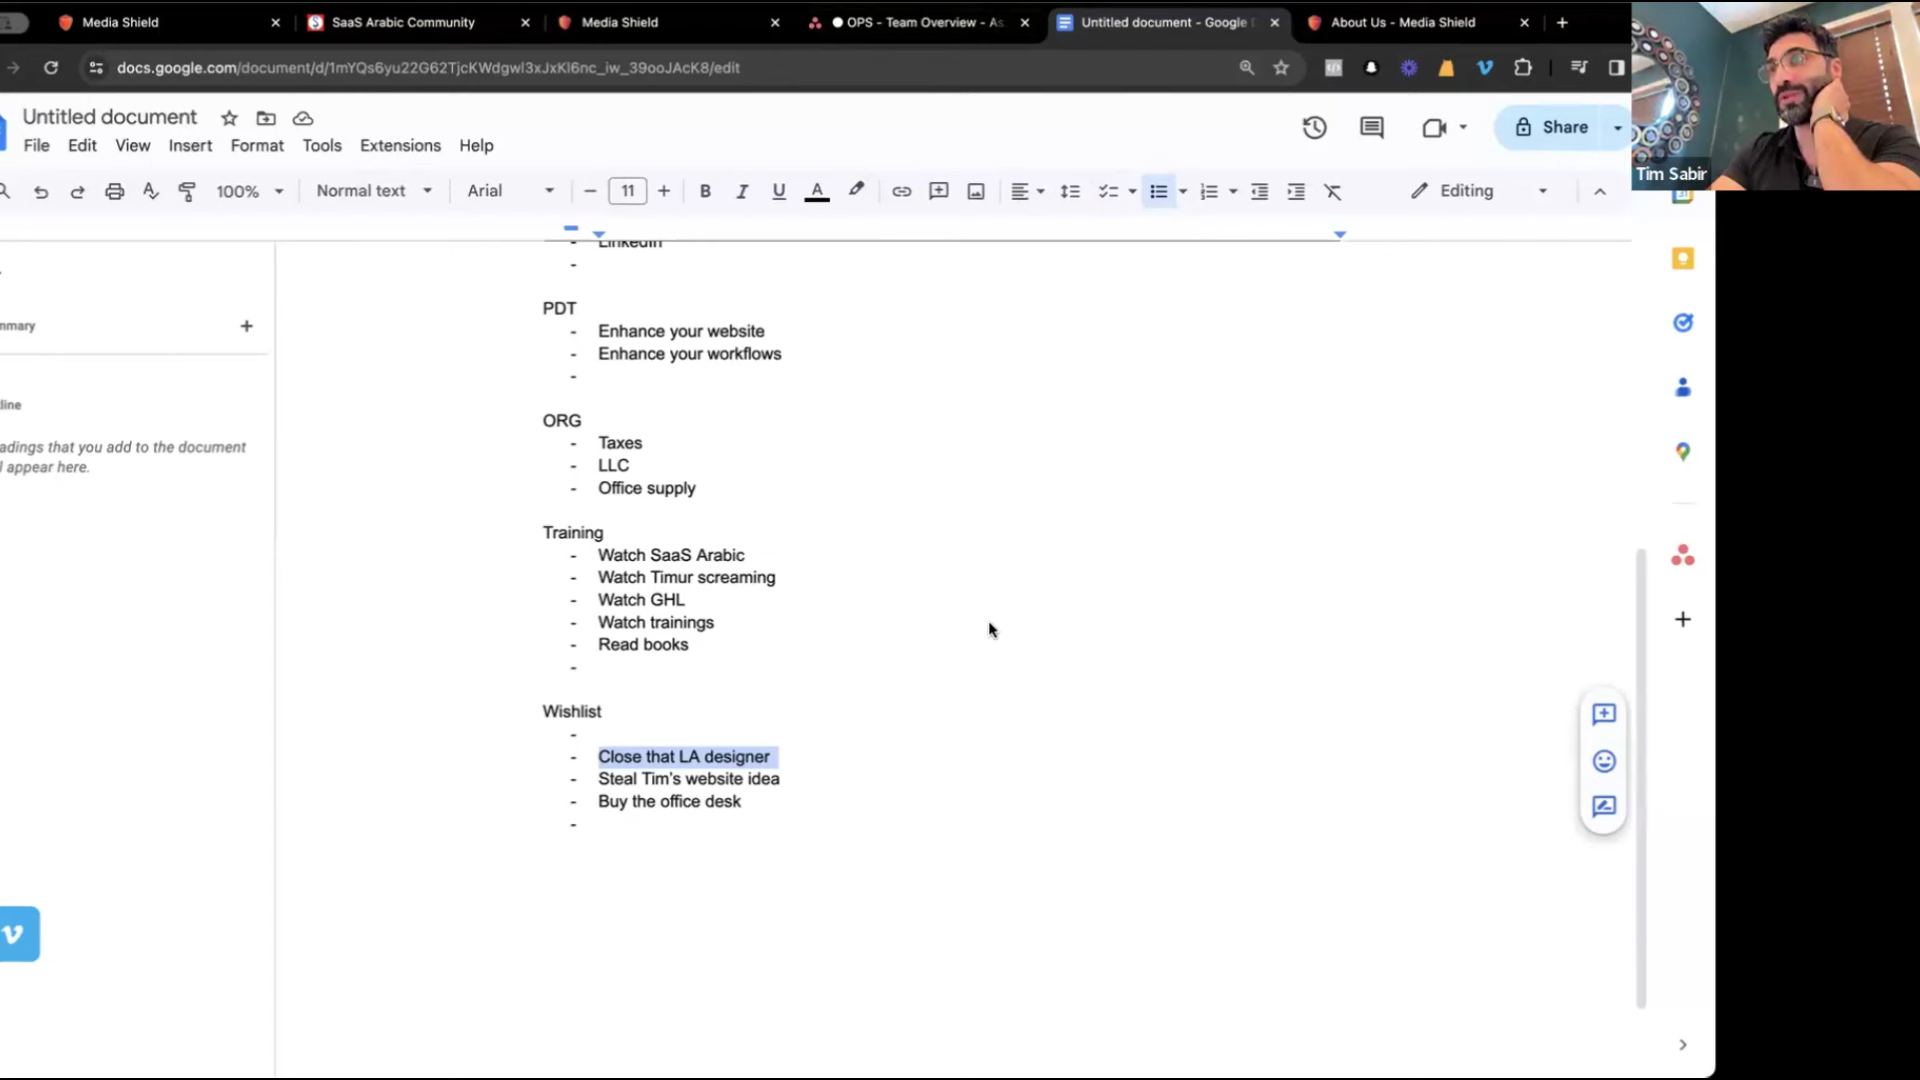 Media Shield
SaaS Arabic Community
Media Shield
OPS - Team Overview - As
Untitled document - Google D
About Us - Media Shield
docs.google.com/document/d/1mYQs6yu22G62TjcKWdgwl3xJxKl6nc_iw_39ooJAcK8/edit
Untitled document
File Edit View Insert Format Tools Extensions Help
Share
Tim Sabir
100% Normal text Arial 11 Editing
LinkedIn
-
PDT
- Enhance your website
- Enhance your workflows
-
mmary
line
adings that you add to the document
l appear here.
ORG
- Taxes
- LLC
- Office supply
Training
- Watch SaaS Arabic
- Watch Timur screaming
- Watch GHL
- Watch trainings
- Read books
-
Wishlist
-
- Close that LA designer
- Steal Tim's website idea
- Buy the office desk
-